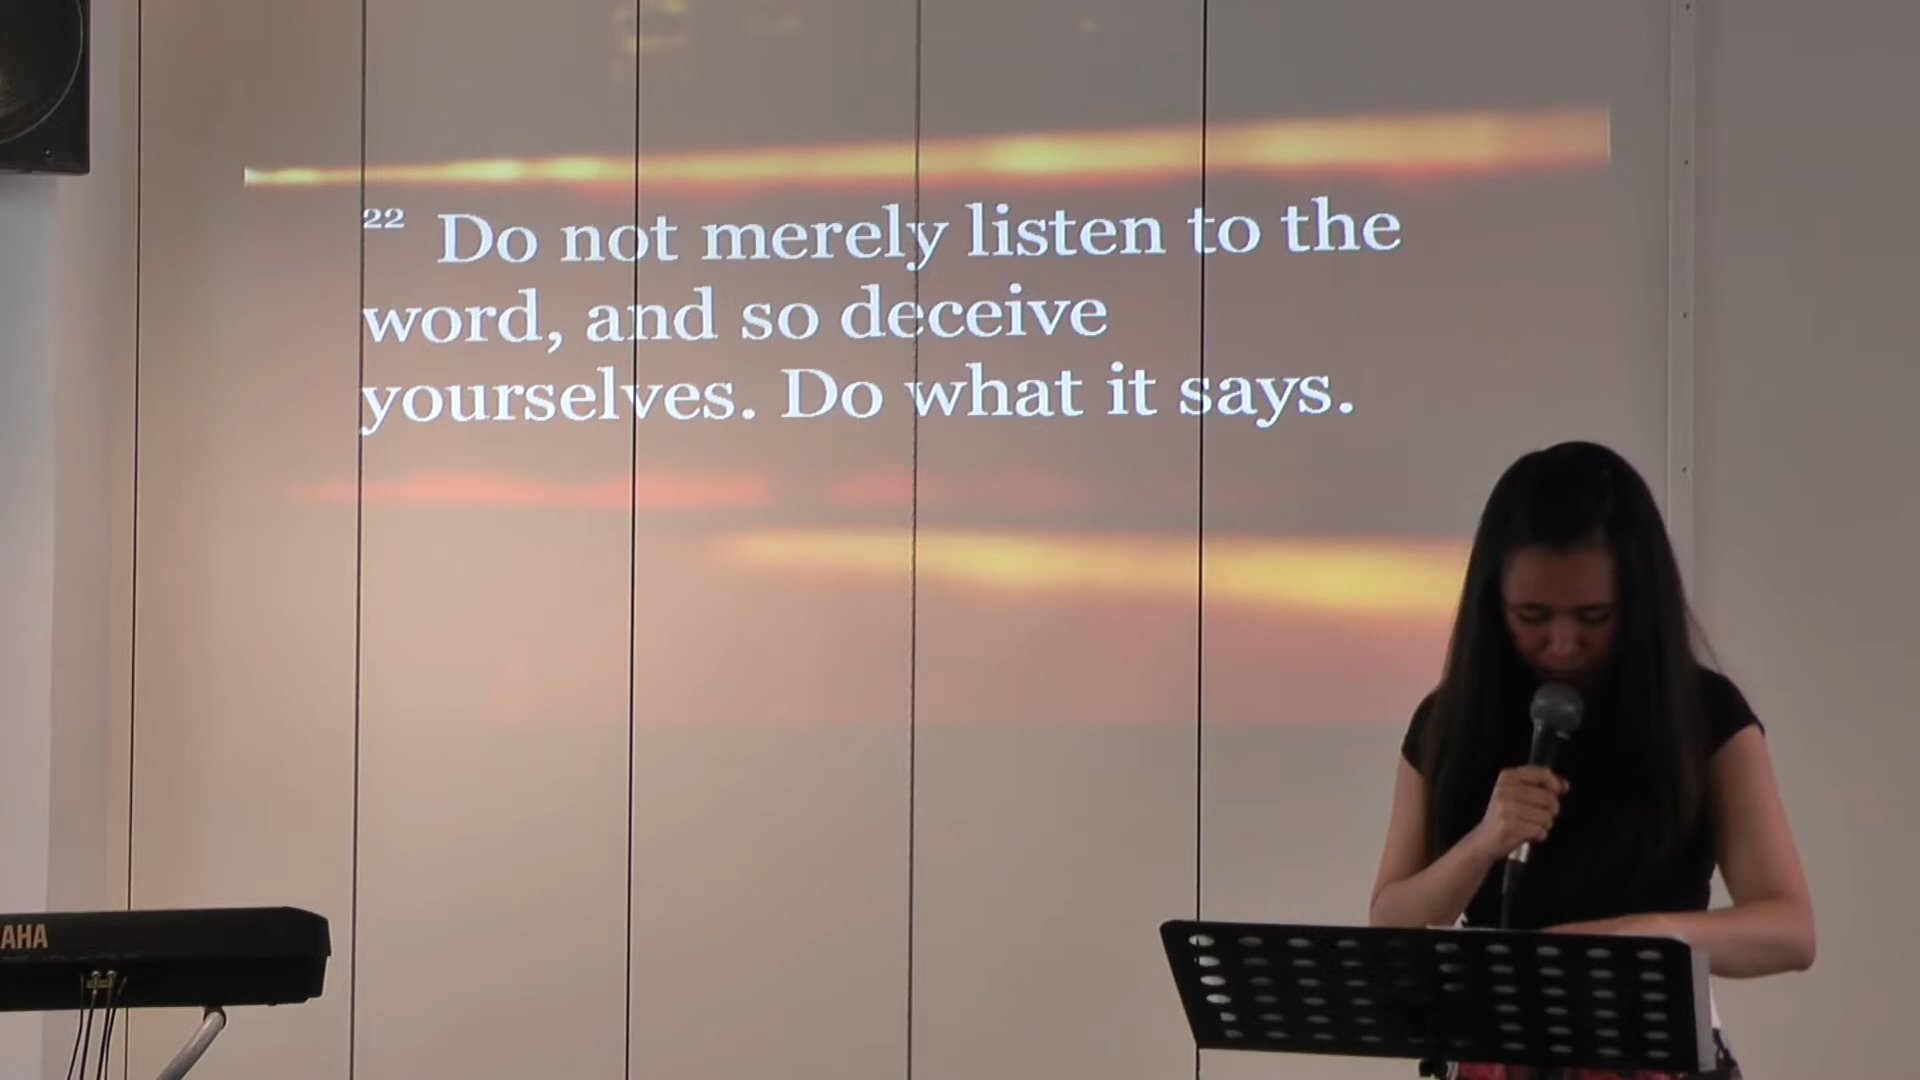 ²² Do not merely listen to the
word, and so deceive
yourselves. Do what it says.
AHA